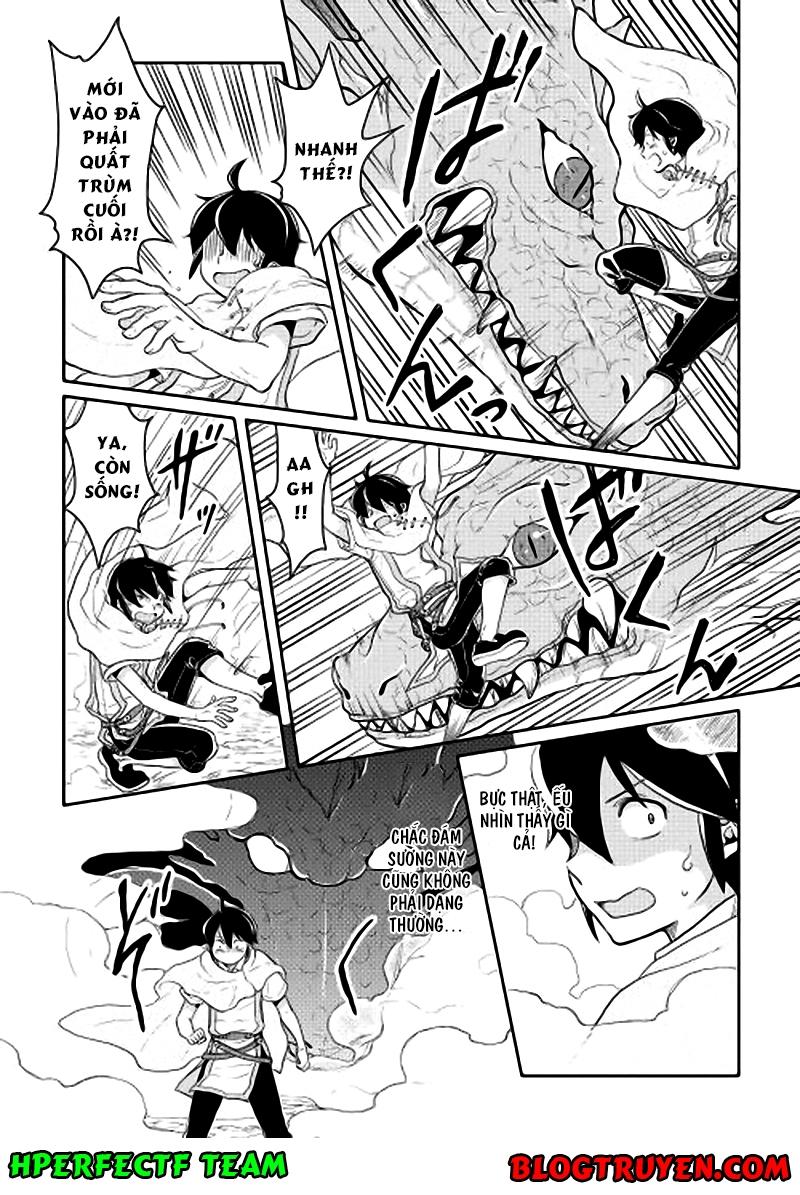 ばくんっ
NHANH
THẾ?!
MỚI
VÀO ĐÃ
PHẢI
QUẤT
TRÙM
CUỐI
RỒI À?!
ばくん
AA
GH
!!
ザザ
YA,
CÒN
SỐNG!
BỰC THẬT, ẾU
NHÌN THẤY GÌ
CẢ!
CHẮC ĐÁM
SƯƠNG NÀY
CŨNG KHÔNG
PHẢI DẠNG
THƯỜNG...
HPERFECTF TEAM
BLOGTRUYEN.COM